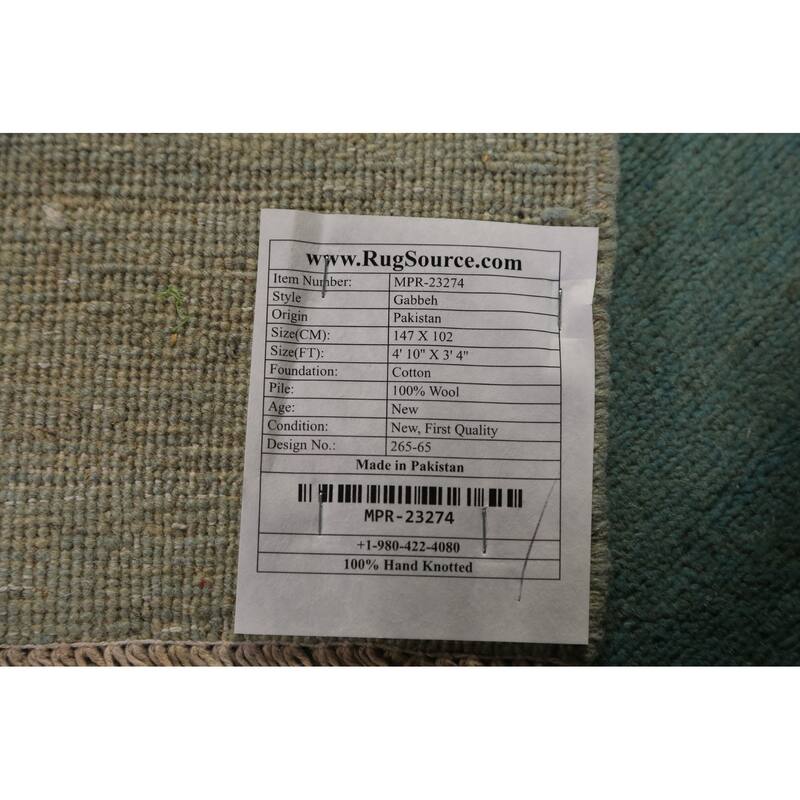 www.RugSource.com
Item Number: MPR-23274
Style Gabbeh
Origin Pakistan
Size(CM): 147 X 102
Size(FT): 4' 10" X 3' 4"
Foundation: Cotton
Pile: 100% Wool
Age: New
Condition: New, First Quality
Design No.: 265-65
Made in Pakistan
MPR-23274
+1-980-422-4080
100% Hand Knotted